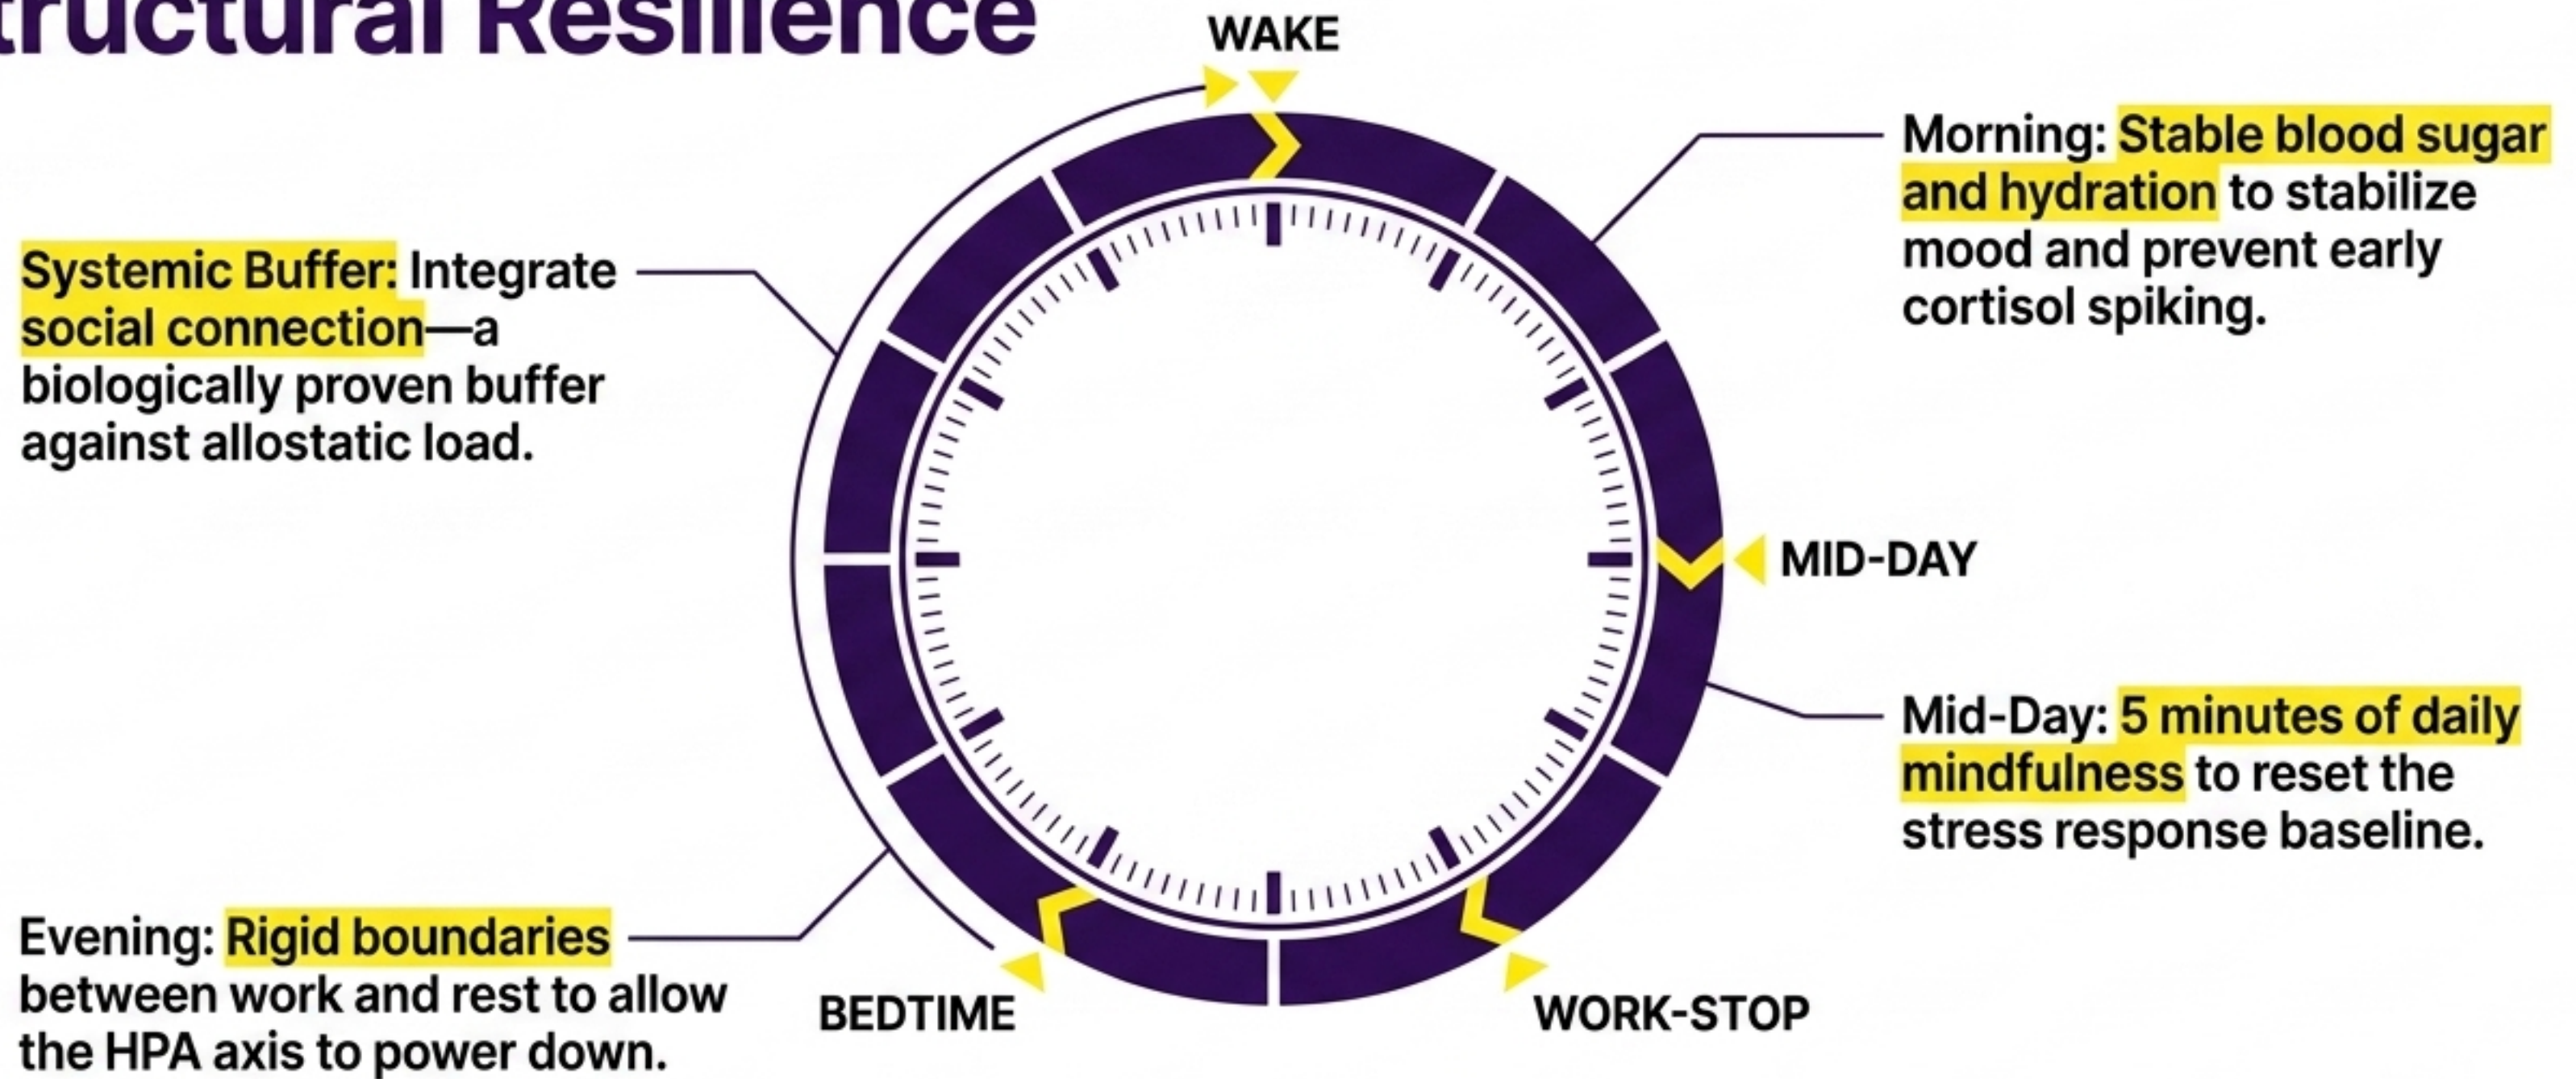 tructural Resilience
WAKE
Morning: Stable blood sugar
and hydration to stabilize
mood and prevent early
cortisol spiking.
Systemic Buffer: Integrate
social connection—a
biologically proven buffer
against allostatic load.
MID-DAY
Mid-Day: 5 minutes of daily
mindfulness to reset the
stress response baseline.
Evening: Rigid boundaries
between work and rest to allow
the HPA axis to power down.
BEDTIME
WORK-STOP